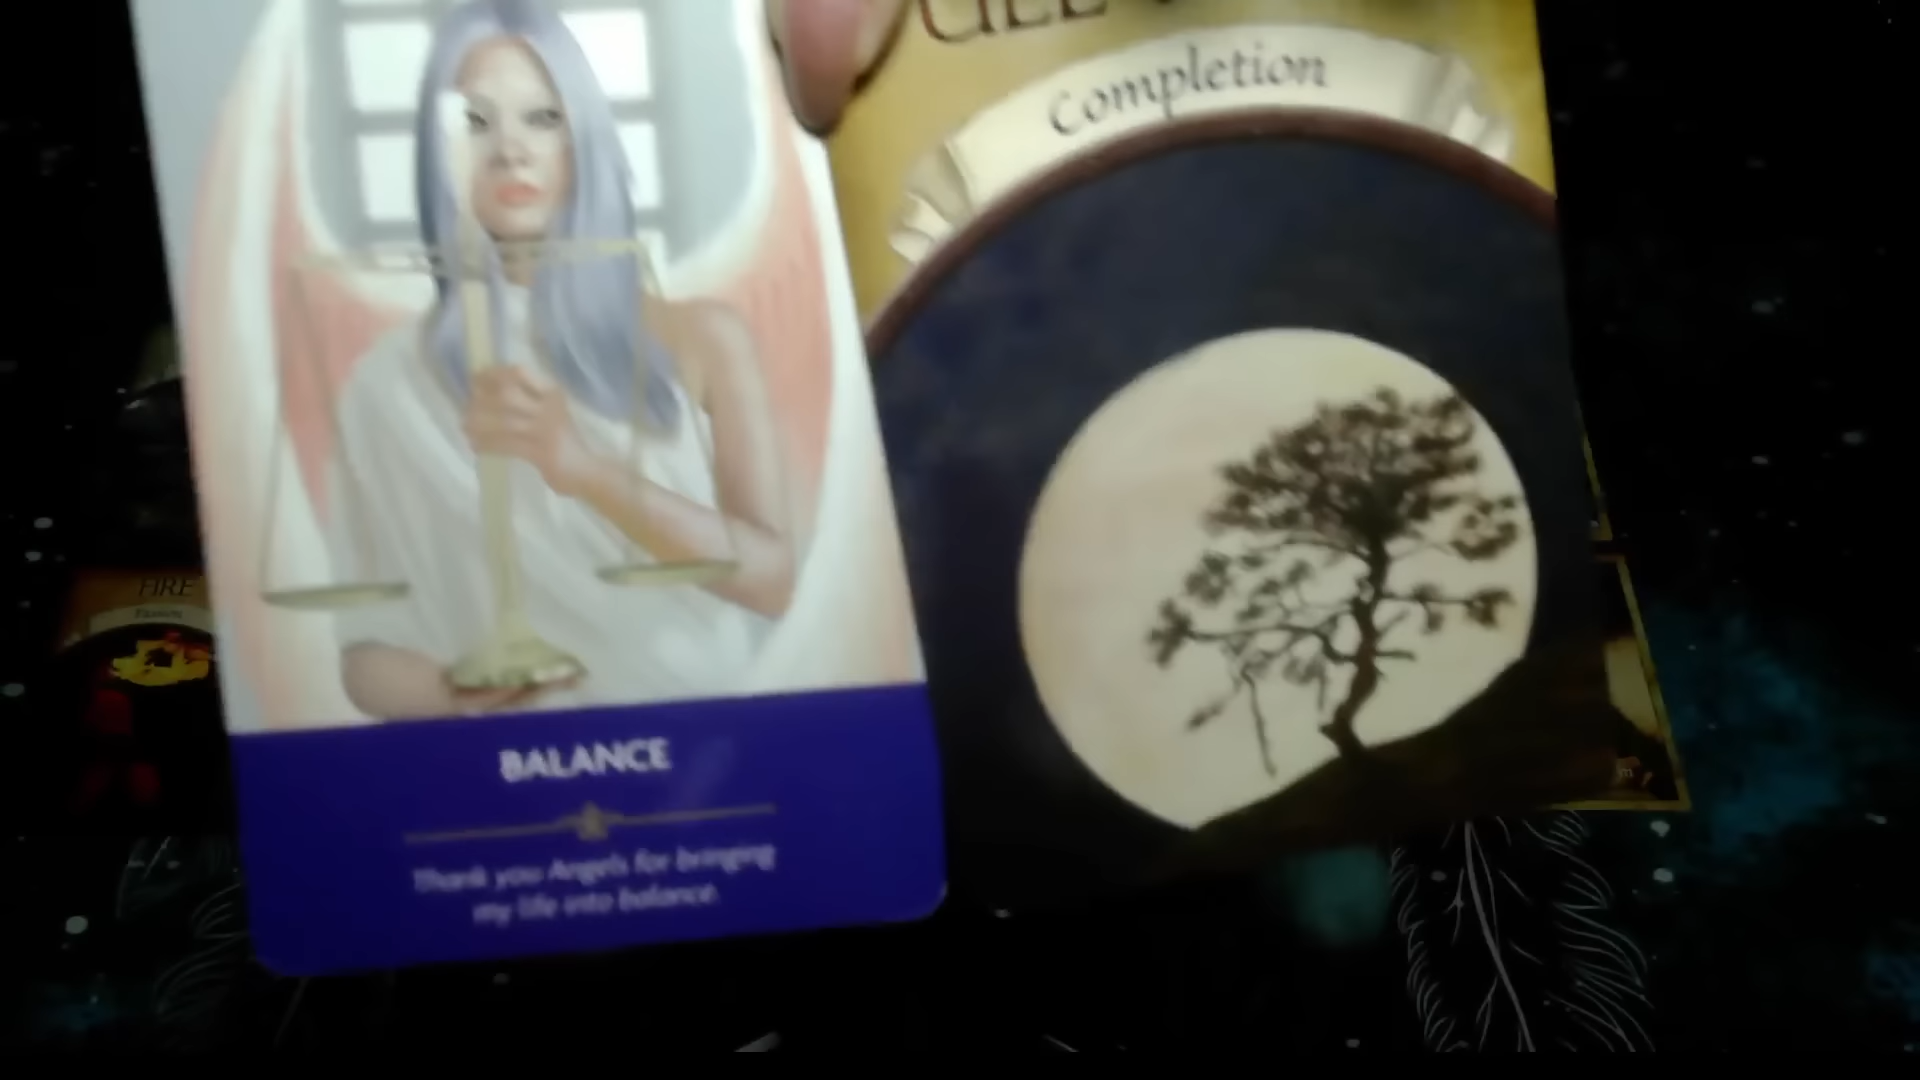 completion
FIRE
BALANCE
Thank you Angels for bringing
my life into balance.